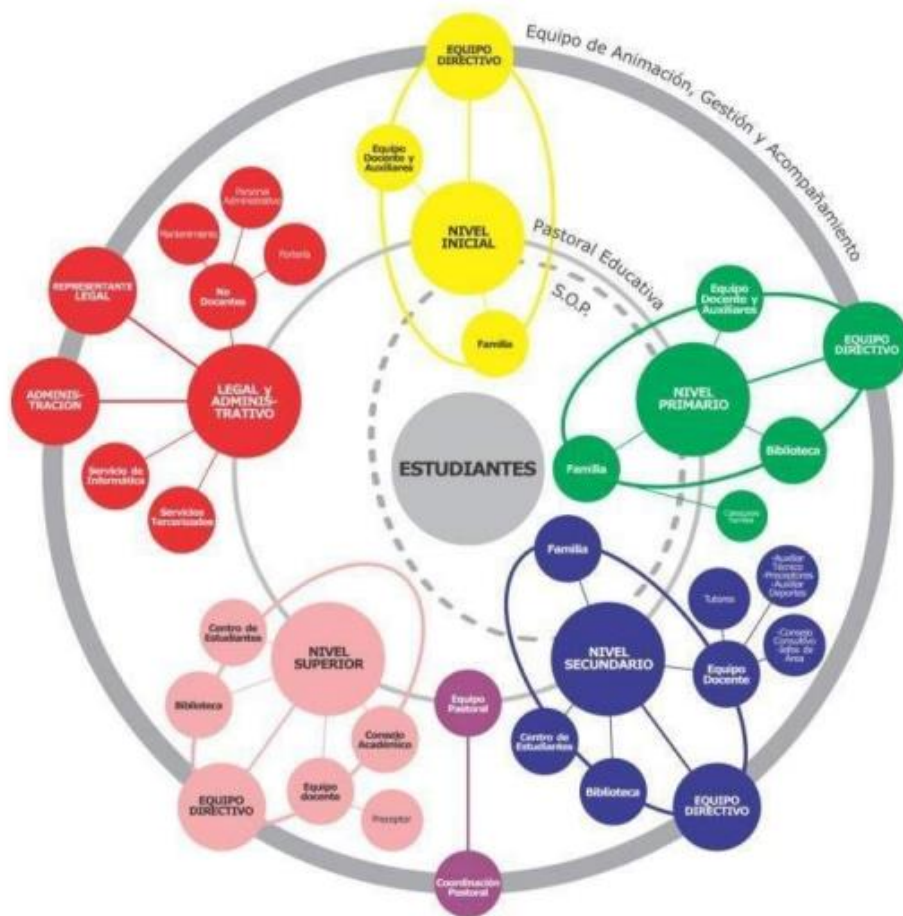 Equipo de Animación, Gestión y Acompañamiento
Pastoral Educativa
S.O.P.
EQUIPO
DIRECTIVO
Equipo
Docente y
Auxiliares
NIVEL
INICIAL
Familia
Personal
Administrativo
Mantenimiento
Portería
No
Docentes
REPRESENTANTE
LEGAL
ADMINIS-
TRACION
LEGAL y
ADMINIS-
TRATIVO
Servicio de
Informática
Servicios
Tercerizados
ESTUDIANTES
Equipo
Docente y
Auxiliares
EQUIPO
DIRECTIVO
NIVEL
PRIMARIO
Biblioteca
Familia
Familiar
Familia
NIVEL
SECUNDARIO
Tutores
-Auxiliar
Técnico
-Preceptores
-Auxiliar
Deportes
-Consejo
Consultivo
-Jefes de
Área
Equipo
Docente
Centro de
Estudiantes
Biblioteca
EQUIPO
DIRECTIVO
Centro de
Estudiantes
NIVEL
SUPERIOR
Biblioteca
Consejo
Académico
Equipo
docente
Preceptor
EQUIPO
DIRECTIVO
Equipo
Pastoral
Coordinación
Pastoral